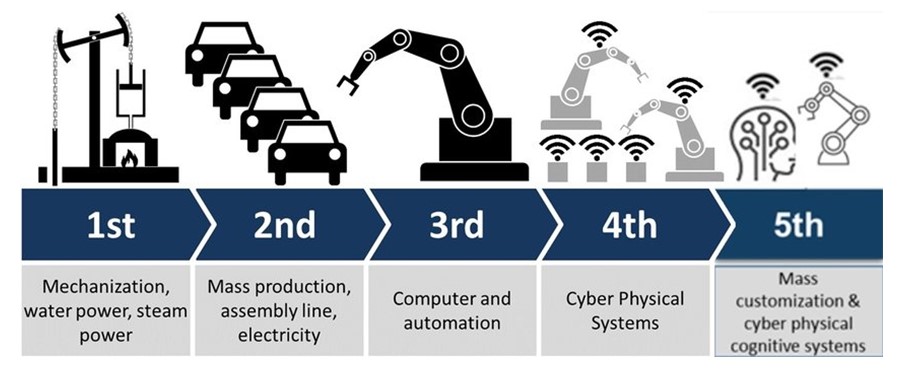 1st
2nd
3rd
4th
5th
Mechanization,
water power, steam
power
Mass production,
assembly line,
electricity
Computer and
automation
Cyber Physical
Systems
Mass
customization &
cyber physical
cognitive systems